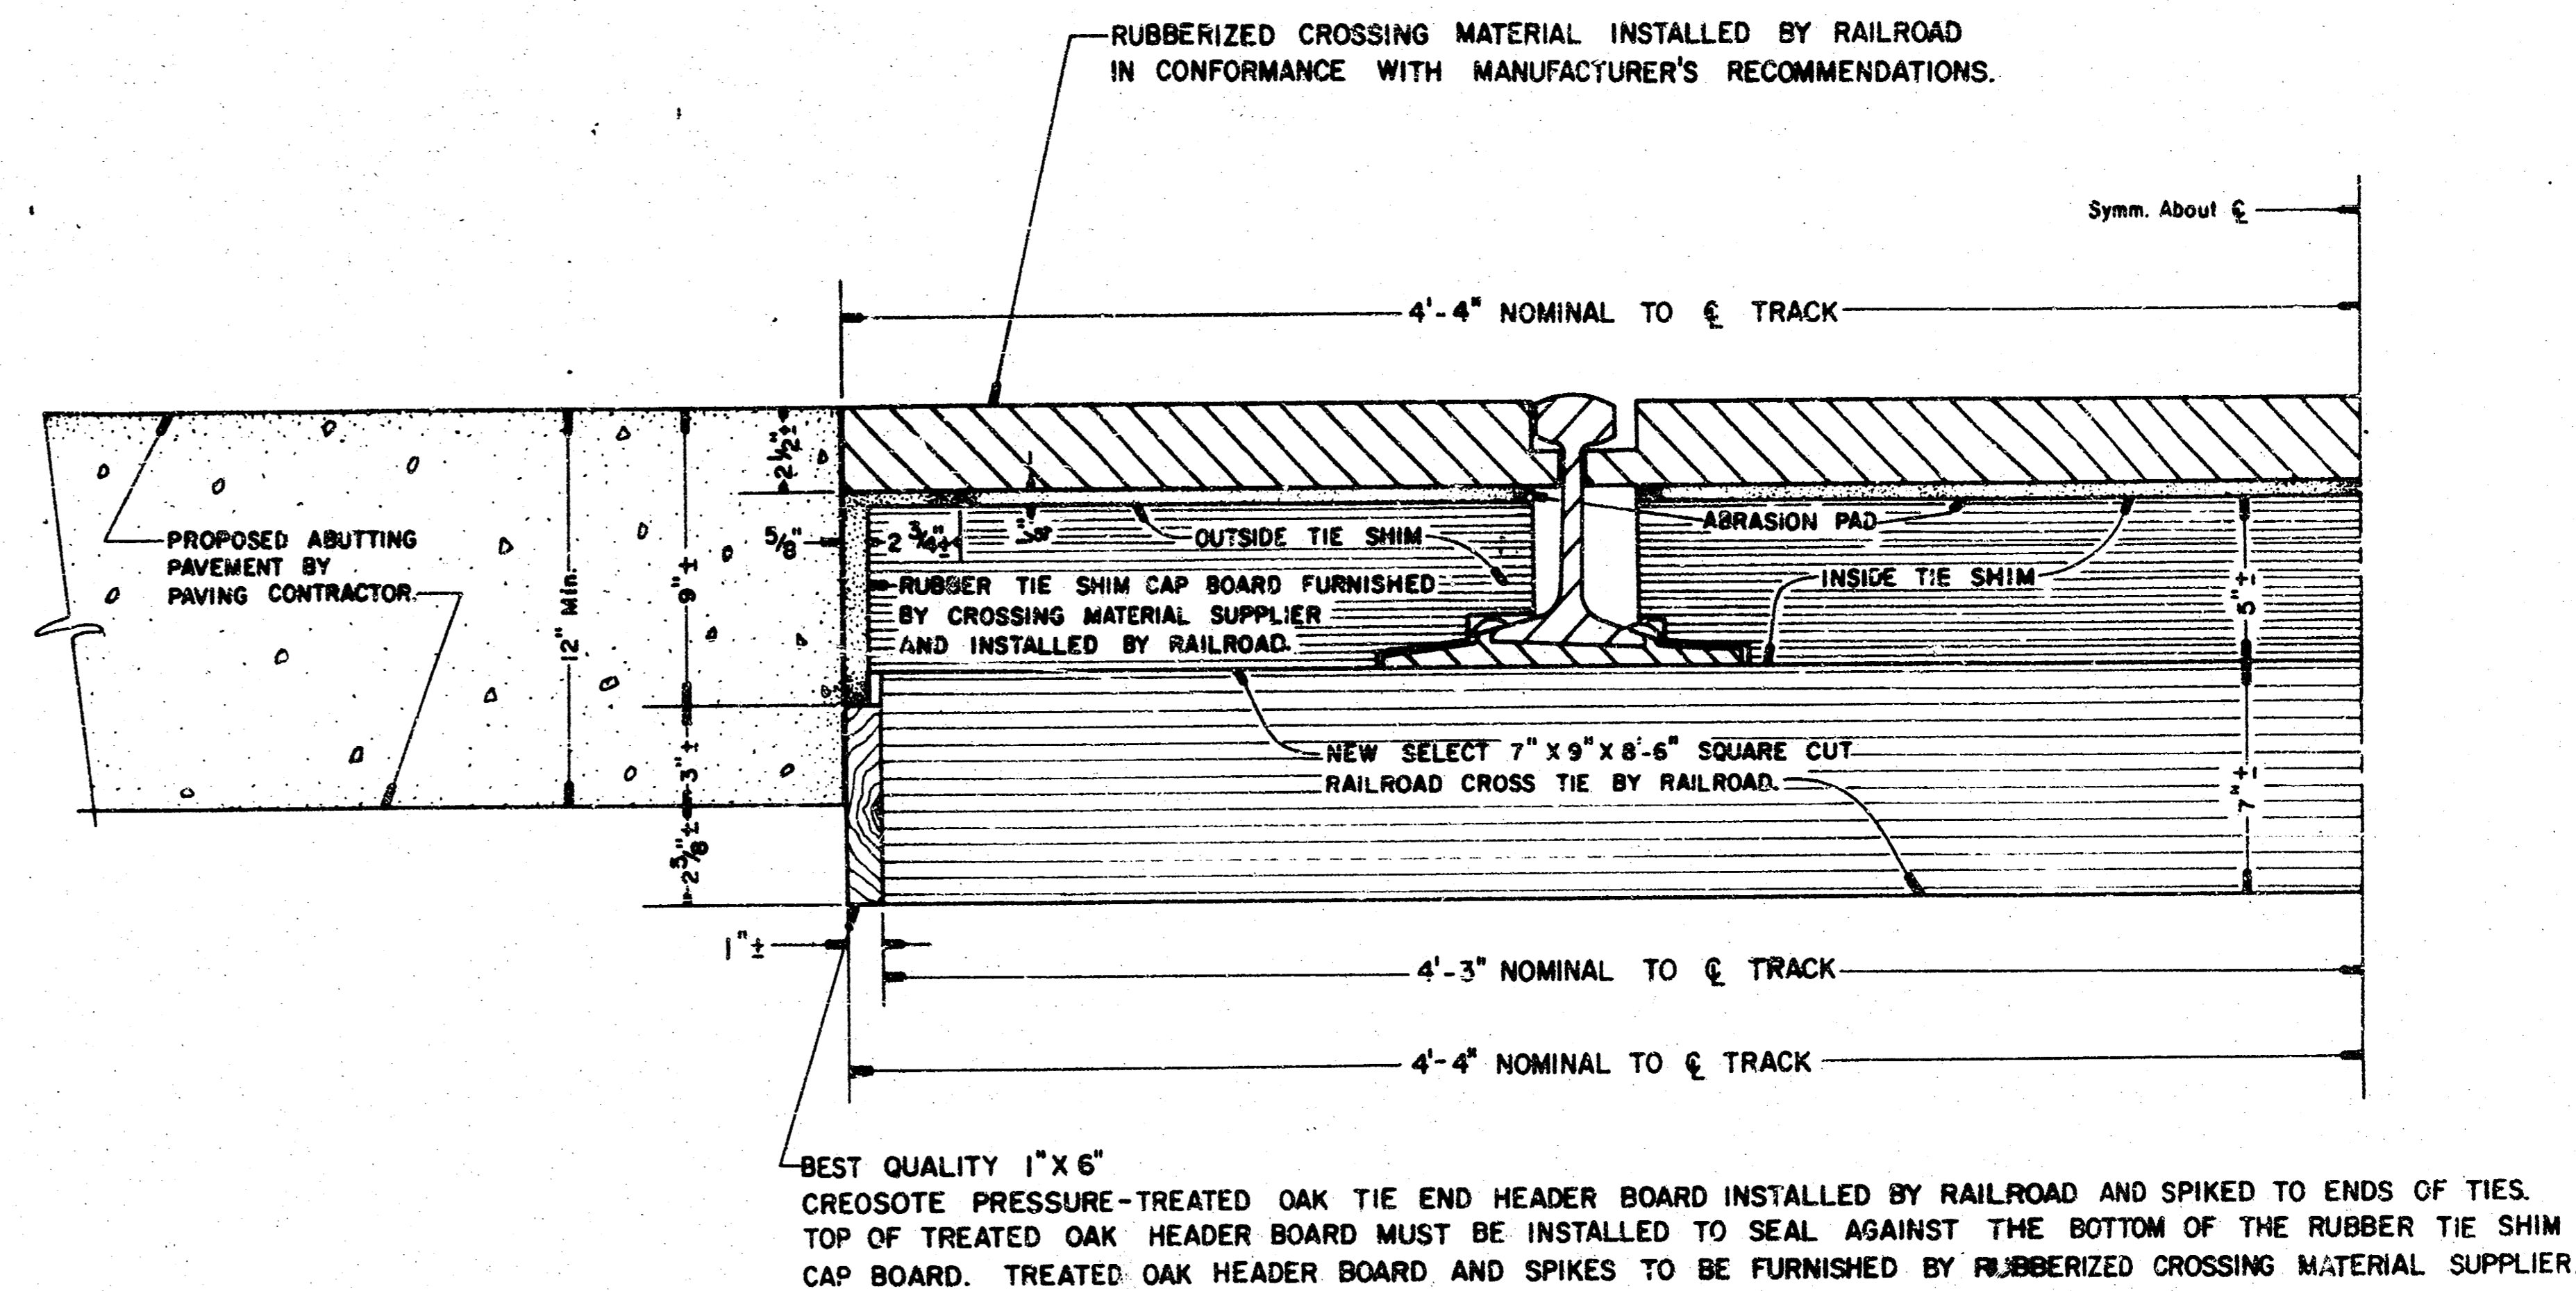 RUBBERIZED CROSSING MATERIAL INSTALLED BY RAILROAD
IN CONFORMANCE WITH MANUFACTURER'S RECOMMENDATIONS.
Symm. About ℄
4'-4" NOMINAL TO ℄ TRACK
2 1/2"±
PROPOSED ABUTTING
PAVEMENT BY
PAVING CONTRACTOR
12" Min.
9"±
5/8"
2 3/4"±
OUTSIDE TIE SHIM
ABRASION PAD
INSIDE TIE SHIM
RUBBER TIE SHIM CAP BOARD FURNISHED
BY CROSSING MATERIAL SUPPLIER
AND INSTALLED BY RAILROAD.
5"±
3"±
NEW SELECT 7" X 9" X 8'-6" SQUARE CUT
RAILROAD CROSS TIE BY RAILROAD.
7"±
1"±
4'-3" NOMINAL TO ℄ TRACK
4'-4" NOMINAL TO ℄ TRACK
BEST QUALITY 1" X 6"
CREOSOTE PRESSURE-TREATED OAK TIE END HEADER BOARD INSTALLED BY RAILROAD AND SPIKED TO ENDS OF TIES.
TOP OF TREATED OAK HEADER BOARD MUST BE INSTALLED TO SEAL AGAINST THE BOTTOM OF THE RUBBER TIE SHIM
CAP BOARD. TREATED OAK HEADER BOARD AND SPIKES TO BE FURNISHED BY RUBBERIZED CROSSING MATERIAL SUPPLIER